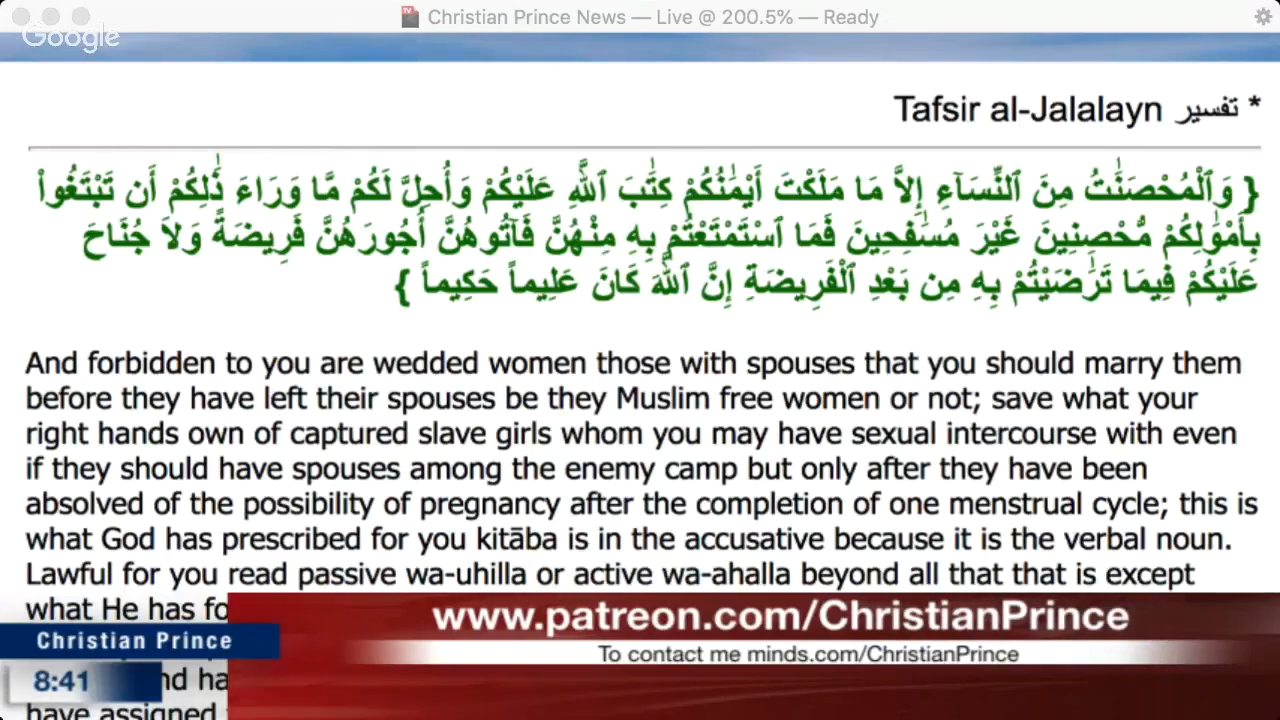 Christian Prince News — Live @ 200.5% — Ready
Google
* تفسير Tafsir al-Jalalayn
{ وَٱلْمُحْصَنَٰتُ مِنَ ٱلنِّسَآءِ إِلاَّ مَا مَلَكْتَ أَيْمَٰنُكُمْ كِتَٰبَ ٱللَّهِ عَلَيْكُمْ وَأُحِلَّ لَكُمْ مَّا وَرَاءَ ذَٰلِكُمْ أَن تَبْتَغُواْ
بِأَمْوَٰلِكُمْ مُّحْصِنِينَ غَيْرَ مُسَٰفِحِينَ فَمَا ٱسْتَمْتَعْتُمْ بِهِ مِنْهُنَّ فَآتُوهُنَّ أُجُورَهُنَّ فَرِيضَةً وَلاَ جُنَاحَ
عَلَيْكُمْ فِيمَا تَرَٰضَيْتُمْ بِهِ مِن بَعْدِ ٱلْفَرِيضَةِ إِنَّ ٱللَّهَ كَانَ عَلِيماً حَكِيماً }
And forbidden to you are wedded women those with spouses that you should marry them
before they have left their spouses be they Muslim free women or not; save what your
right hands own of captured slave girls whom you may have sexual intercourse with even
if they should have spouses among the enemy camp but only after they have been
absolved of the possibility of pregnancy after the completion of one menstrual cycle; this is
what God has prescribed for you kitāba is in the accusative because it is the verbal noun.
Lawful for you read passive wa-uhilla or active wa-ahalla beyond all that that is except
what He has fo
www.patreon.com/ChristianPrince
Christian Prince
To contact me minds.com/ChristianPrince
8:41
nd ha
have assigned